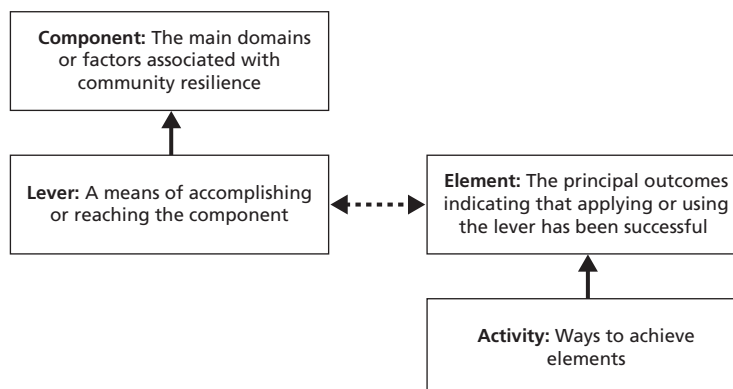 Component: The main domains
or factors associated with
community resilience
Lever: A means of accomplishing
or reaching the component
Element: The principal outcomes
indicating that applying or using
the lever has been successful
Activity: Ways to achieve
elements